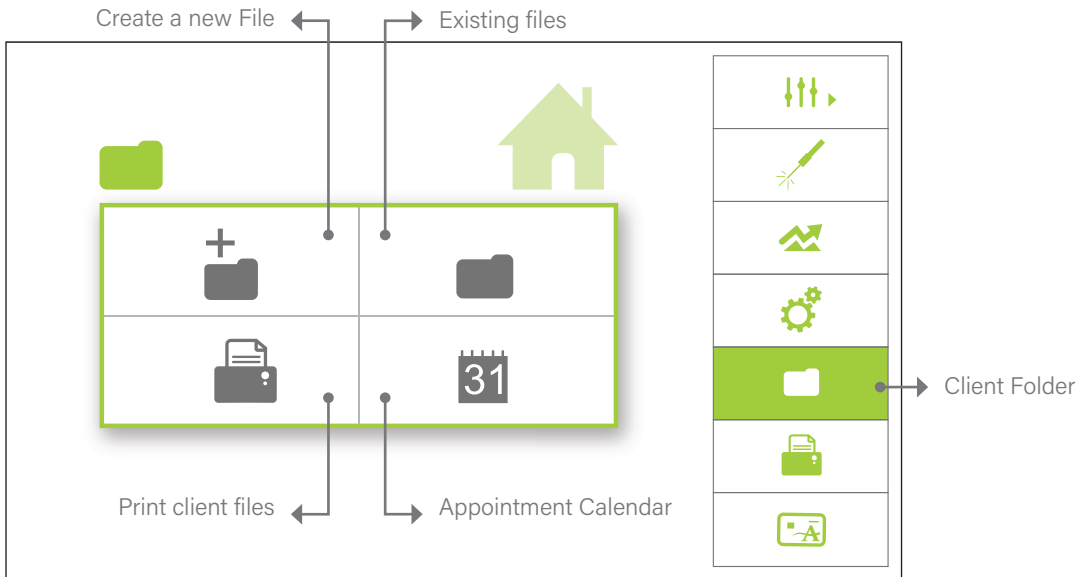 Create a new File
Existing files
31
Client Folder
Print client files
Appointment Calendar
A